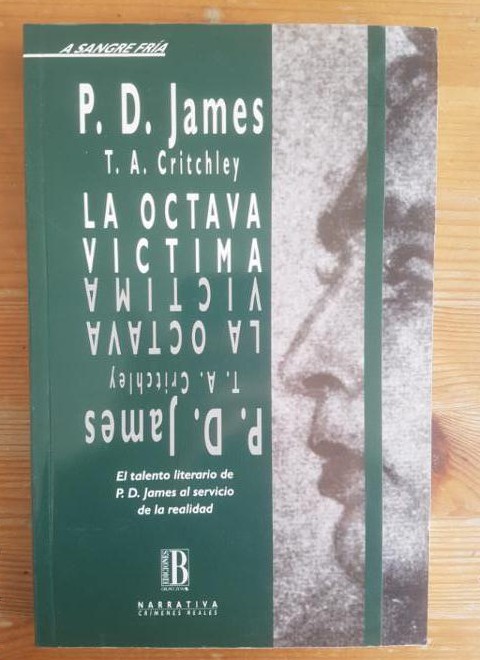 A SANGRE FRÍA
P. D. James
T. A. Critchley
LA OCTAVA
VICTIMA
VICTIMA
LA OCTAVA
T. A. Critchley
P. D. James
El talento literario de
P. D. James al servicio
de la realidad
EDICIONES
B
NARRATIVA
CRÍMENES REALES